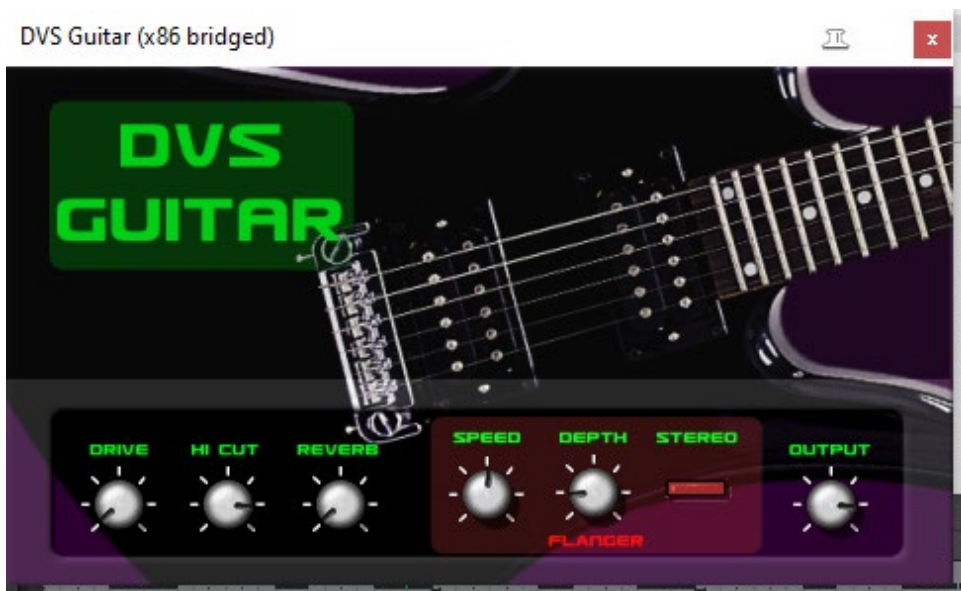 DVS Guitar (x86 bridged)
x
DVS
GUITAR
DRIVE
HI CUT
REVERB
SPEED
DEPTH
STEREO
OUTPUT
FLANGER